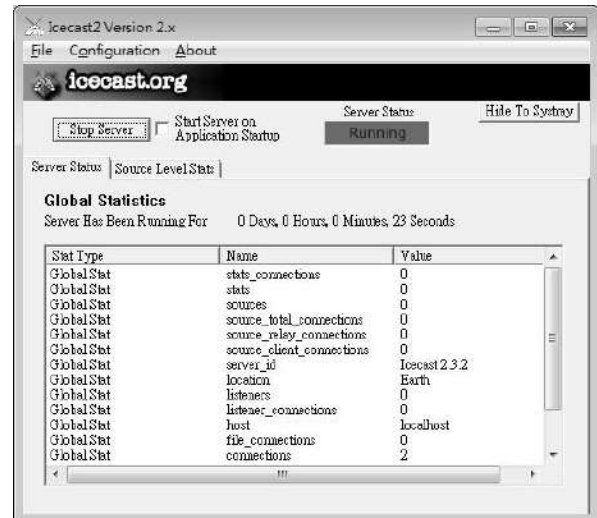 Icecast2 Version 2.x
File Configuration About
icecast.org
Stop Server
Start Server on
Application Startup
Server Status
Running
Hide To Systray
Server Status Source Level Stats
Global Statistics
Server Has Been Running For 0 Days, 0 Hours, 0 Minutes, 23 Seconds
Stat Type Name Value
Global Stat stats_connections 0
Global Stat stats 0
Global Stat sources 0
Global Stat source_total_connections 0
Global Stat source_relay_connections 0
Global Stat source_client_connections 0
Global Stat server_id Icecast 2.3.2
Global Stat location Earth
Global Stat listeners 0
Global Stat listener_connections 0
Global Stat host localhost
Global Stat file_connections 0
Global Stat connections 2